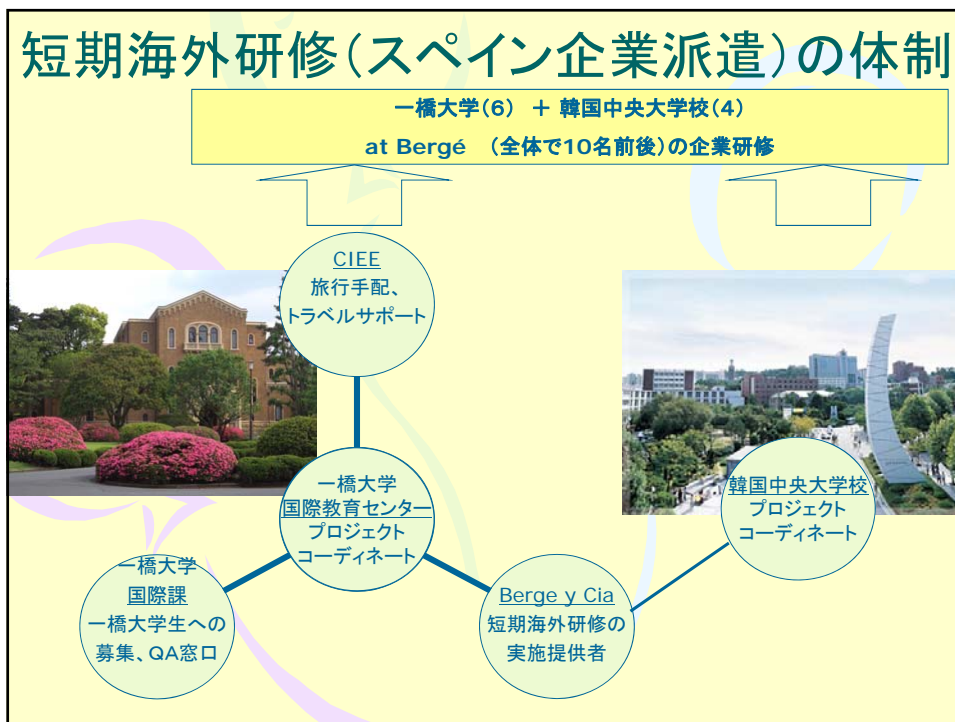 短期海外研修(スペイン企業派遣)の体制
一橋大学(6) + 韓国中央大学校(4)
at Bergé (全体で10名前後)の企業研修
CIEE
旅行手配、
トラベルサポート
一橋大学
国際教育センター
プロジェクト
コーディネート
韓国中央大学校
プロジェクト
コーディネート
一橋大学
国際課
一橋大学生への
募集、QA窓口
Berge y Cia
短期海外研修の
実施提供者